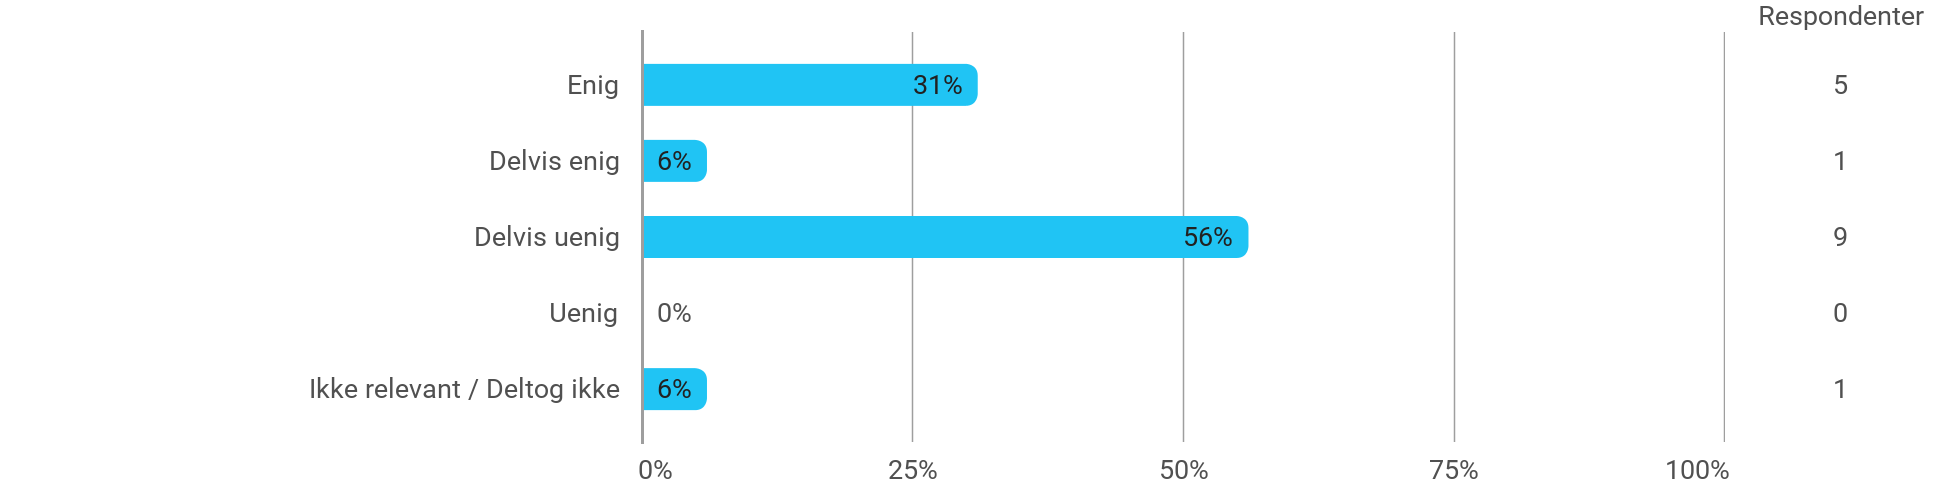 Respondenter
Enig 31% 5
Delvis enig 6% 1
Delvis uenig 56% 9
Uenig 0% 0
Ikke relevant / Deltog ikke 6% 1
0% 25% 50% 75% 100%